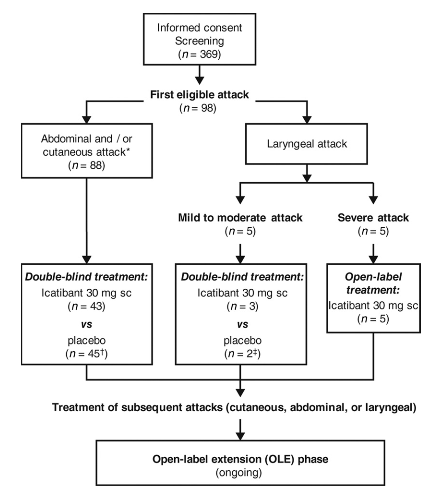 Informed consent
Screening
(n = 369)
First eligible attack
(n = 98)
Abdominal and / or
cutaneous attack*
(n = 88)
Laryngeal attack
Mild to moderate attack
(n = 5)
Severe attack
(n = 5)
Double-blind treatment:
Icatibant 30 mg sc
(n = 43)
vs
placebo
(n = 45†)
Double-blind treatment:
Icatibant 30 mg sc
(n = 3)
vs
placebo
(n = 2‡)
Open-label
treatment:
Icatibant 30 mg sc
(n = 5)
Treatment of subsequent attacks (cutaneous, abdominal, or laryngeal)
Open-label extension (OLE) phase
(ongoing)